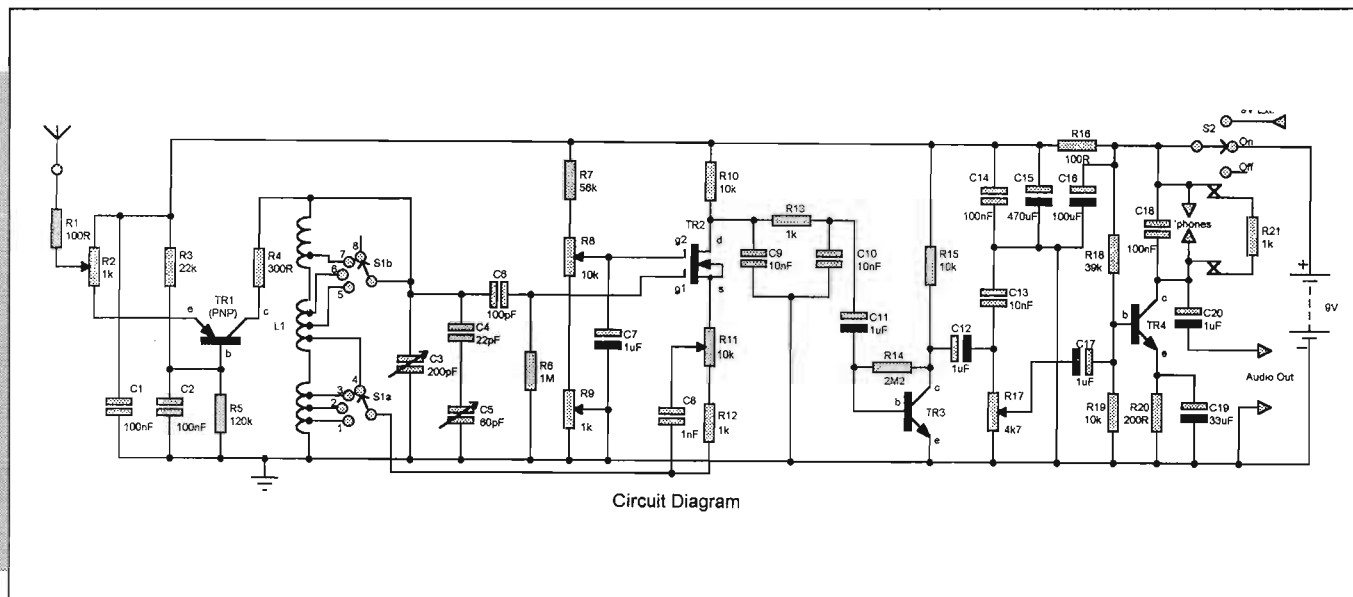 R1
100R
R2
1k
C1
100nF
R3
22k
C2
100nF
TR1
(PNP)
e
c
b
R5
120k
R4
300R
L1
8
7
6
5
S1b
4
3
2
1
S1a
C3
200pF
C4
22pF
C5
60pF
C6
100pF
R6
1M
R7
56k
R8
10k
R9
1k
C7
1uF
R10
10k
TR2
g2
d
g1
s
R11
10k
C8
1nF
R12
1k
R13
1k
C9
10nF
C10
10nF
C11
1uF
R14
2M2
b
c
e
TR3
R15
10k
C12
1uF
C14
100nF
C15
470uF
C16
100uF
R16
100R
C13
10nF
R17
4k7
C17
1uF
R18
39k
R19
10k
b
c
e
TR4
R20
200R
C19
33uF
C18
100nF
'phones
R21
1k
C20
1uF
Audio Out
S2
On
Off
+
9V
−
Circuit Diagram